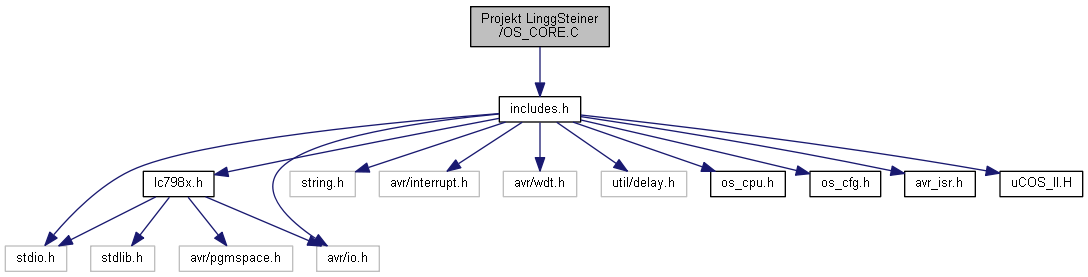 Projekt LinggSteiner
/OS_CORE.C
includes.h
lc798x.h
string.h
avr/interrupt.h
avr/wdt.h
util/delay.h
os_cpu.h
os_cfg.h
avr_isr.h
uCOS_II.H
stdio.h
stdlib.h
avr/pgmspace.h
avr/io.h